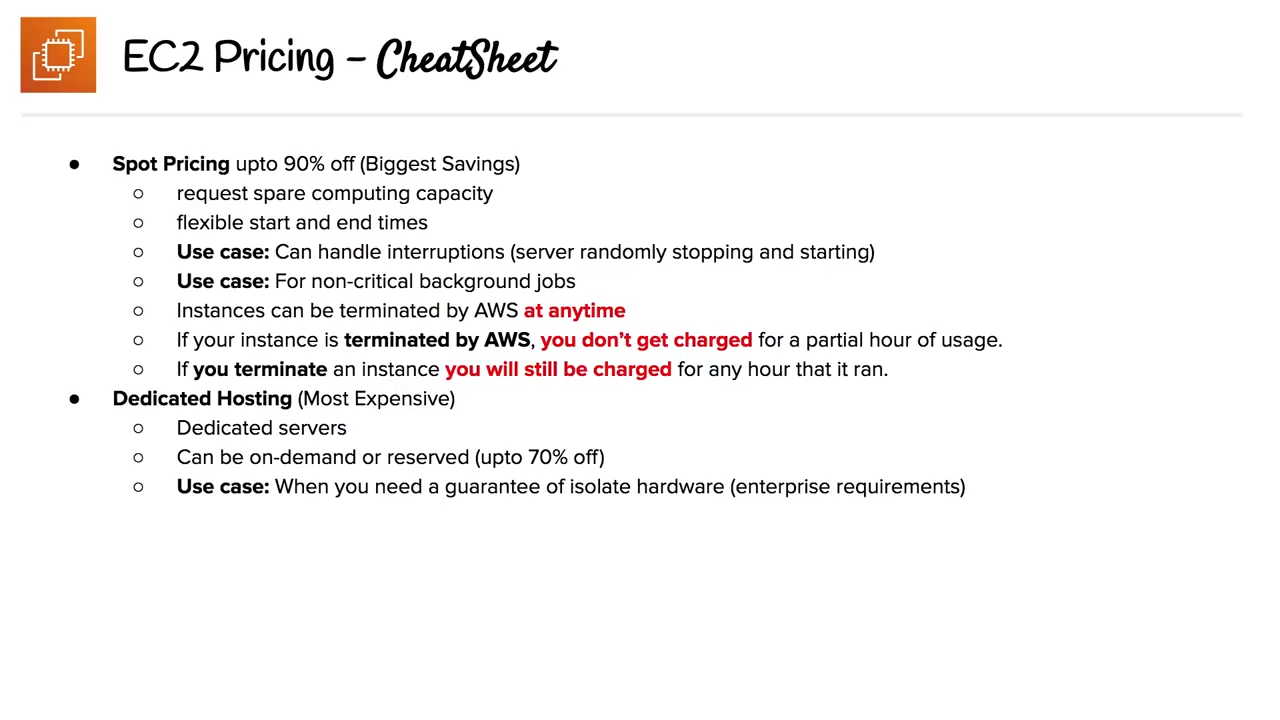 EC2 Pricing – CheatSheet
● Spot Pricing upto 90% off (Biggest Savings)
○ request spare computing capacity
○ flexible start and end times
○ Use case: Can handle interruptions (server randomly stopping and starting)
○ Use case: For non-critical background jobs
○ Instances can be terminated by AWS at anytime
○ If your instance is terminated by AWS, you don’t get charged for a partial hour of usage.
○ If you terminate an instance you will still be charged for any hour that it ran.
● Dedicated Hosting (Most Expensive)
○ Dedicated servers
○ Can be on-demand or reserved (upto 70% off)
○ Use case: When you need a guarantee of isolate hardware (enterprise requirements)